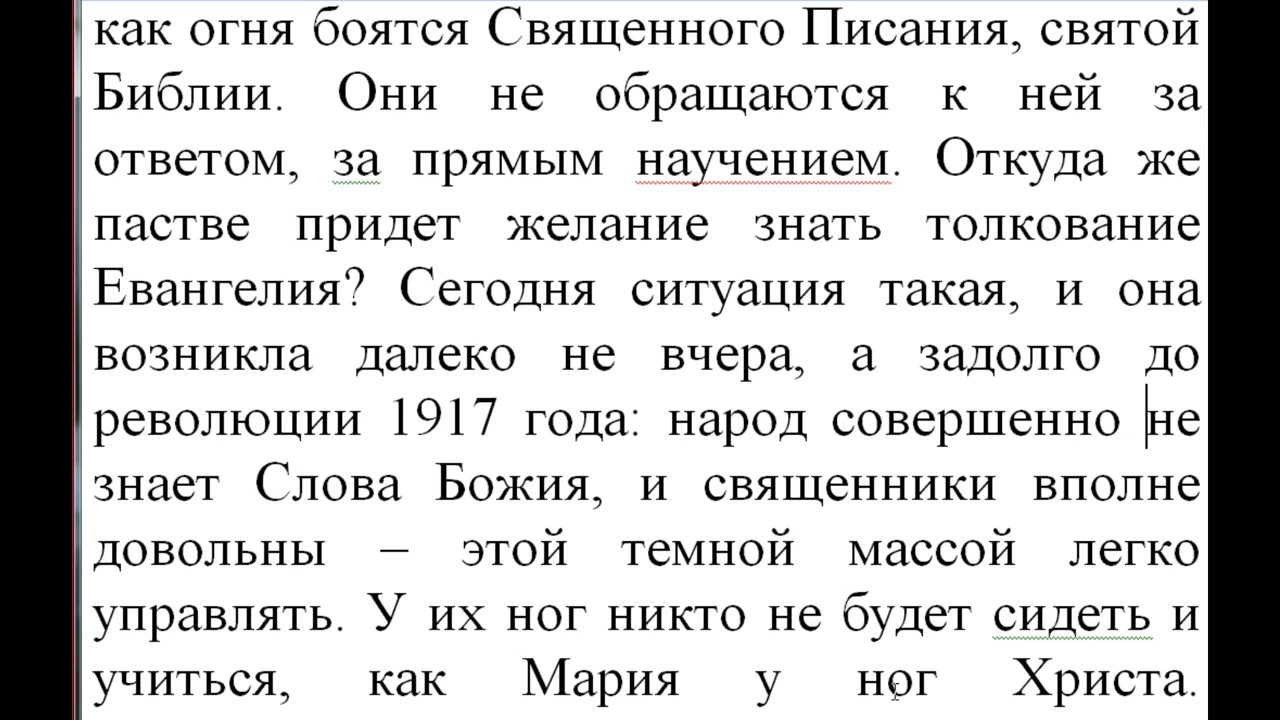 как огня боятся Священного Писания, святой
Библии. Они не обращаются к ней за
ответом, за прямым научением. Откуда же
пастве придет желание знать толкование
Евангелия? Сегодня ситуация такая, и она
возникла далеко не вчера, а задолго до
революции 1917 года: народ совершенно не
знает Слова Божия, и священники вполне
довольны – этой темной массой легко
управлять. У их ног никто не будет сидеть и
учиться, как Мария у ног Христа.